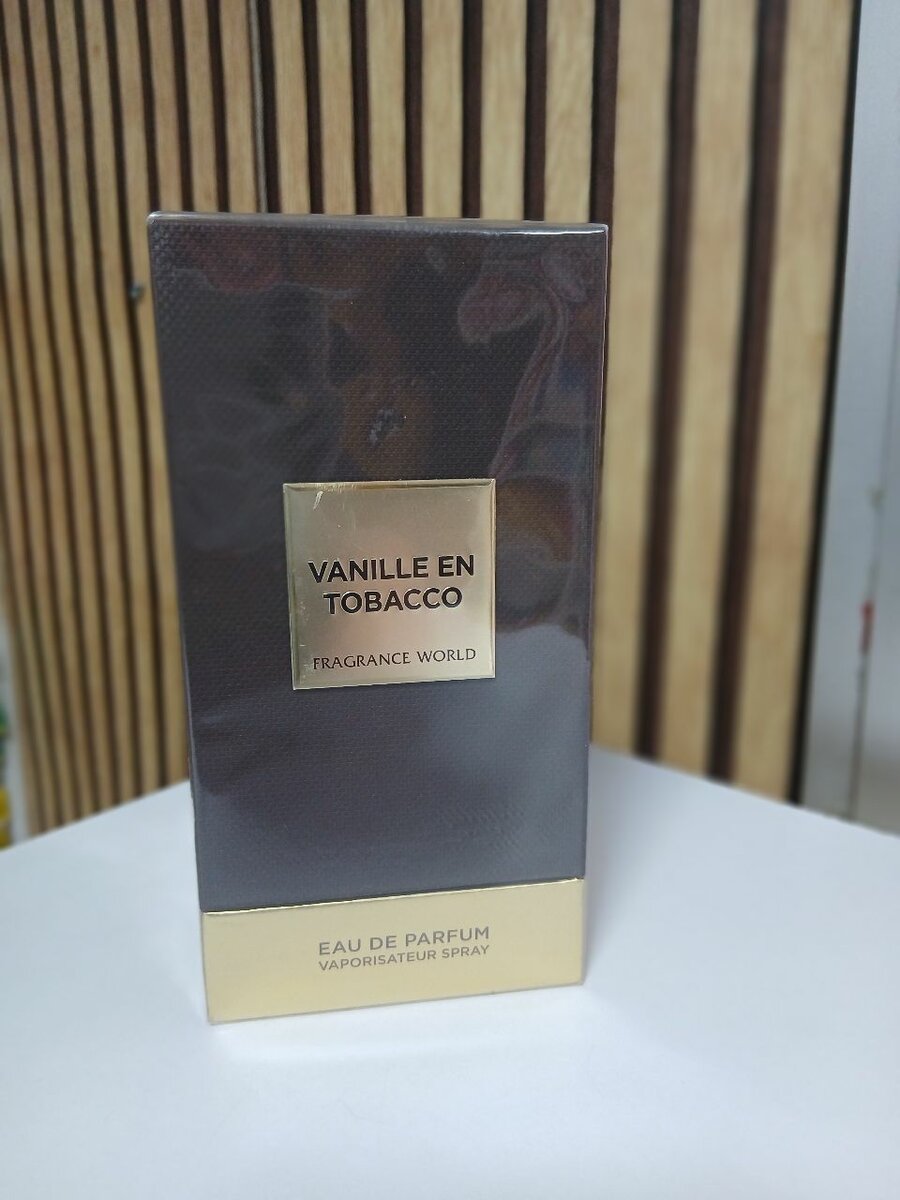 VANILLE EN
TOBACCO
FRAGRANCE WORLD
EAU DE PARFUM
VAPORISATEUR SPRAY